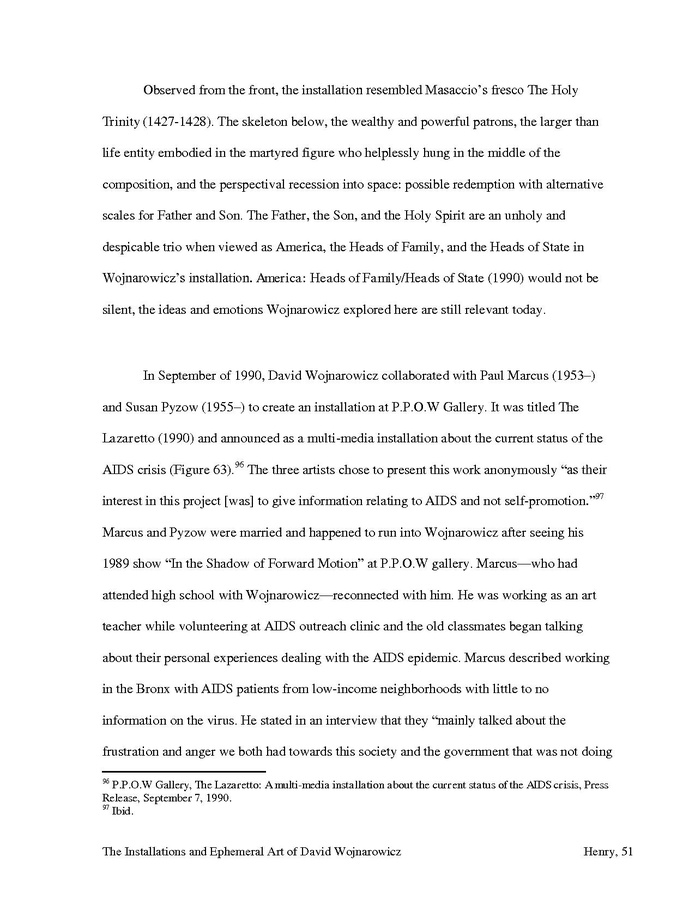 Observed from the front, the installation resembled Masaccio’s fresco The Holy
Trinity (1427-1428). The skeleton below, the wealthy and powerful patrons, the larger than
life entity embodied in the martyred figure who helplessly hung in the middle of the
composition, and the perspectival recession into space: possible redemption with alternative
scales for Father and Son. The Father, the Son, and the Holy Spirit are an unholy and
despicable trio when viewed as America, the Heads of Family, and the Heads of State in
Wojnarowicz’s installation. America: Heads of Family/Heads of State (1990) would not be
silent, the ideas and emotions Wojnarowicz explored here are still relevant today.
In September of 1990, David Wojnarowicz collaborated with Paul Marcus (1953–)
and Susan Pyzow (1955–) to create an installation at P.P.O.W Gallery. It was titled The
Lazaretto (1990) and announced as a multi-media installation about the current status of the
AIDS crisis (Figure 63).96 The three artists chose to present this work anonymously “as their
interest in this project [was] to give information relating to AIDS and not self-promotion.”97
Marcus and Pyzow were married and happened to run into Wojnarowicz after seeing his
1989 show “In the Shadow of Forward Motion” at P.P.O.W gallery. Marcus—who had
attended high school with Wojnarowicz—reconnected with him. He was working as an art
teacher while volunteering at AIDS outreach clinic and the old classmates began talking
about their personal experiences dealing with the AIDS epidemic. Marcus described working
in the Bronx with AIDS patients from low-income neighborhoods with little to no
information on the virus. He stated in an interview that they “mainly talked about the
frustration and anger we both had towards this society and the government that was not doing
96 P.P.O.W Gallery, The Lazaretto: A multi-media installation about the current status of the AIDS crisis, Press
Release, September 7, 1990.
97 Ibid.
The Installations and Ephemeral Art of David Wojnarowicz Henry, 51